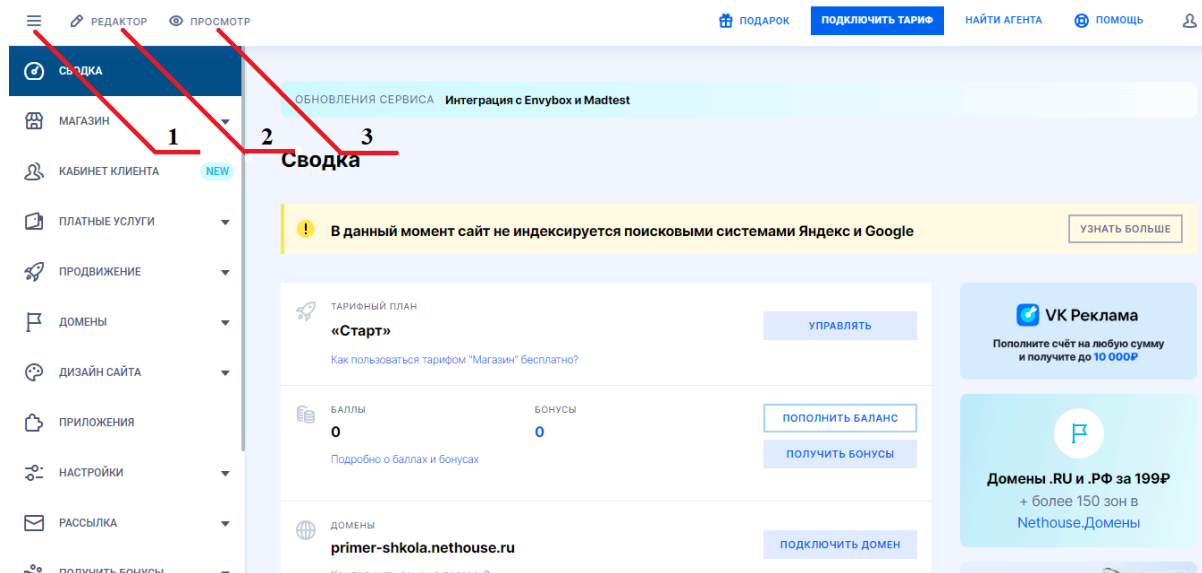 РЕДАКТОР ПРОСМОТР ПОДАРОК ПОДКЛЮЧИТЬ ТАРИФ НАЙТИ АГЕНТА ПОМОЩЬ
СВОДКА
МАГАЗИН
КАБИНЕТ КЛИЕНТА NEW
ПЛАТНЫЕ УСЛУГИ
ПРОДВИЖЕНИЕ
ДОМЕНЫ
ДИЗАЙН САЙТА
ПРИЛОЖЕНИЯ
НАСТРОЙКИ
РАССЫЛКА
ПОЛУЧИТЬ БОНУСЫ
1 2 3
ОБНОВЛЕНИЯ СЕРВИСА Интеграция с Envybox и Madtest
Сводка
! В данный момент сайт не индексируется поисковыми системами Яндекс и Google УЗНАТЬ БОЛЬШЕ
ТАРИФНЫЙ ПЛАН
«Старт» УПРАВЛЯТЬ
Как пользоваться тарифом "Магазин" бесплатно?
БАЛЛЫ БОНУСЫ
0 0
Подробно о баллах и бонусах
ПОПОЛНИТЬ БАЛАНС
ПОЛУЧИТЬ БОНУСЫ
ДОМЕНЫ
primer-shkola.nethouse.ru ПОДКЛЮЧИТЬ ДОМЕН
VK Реклама
Пополните счёт на любую сумму
и получите до 10 000₽
Домены .RU и .РФ за 199₽
+ более 150 зон в
Nethouse.Домены